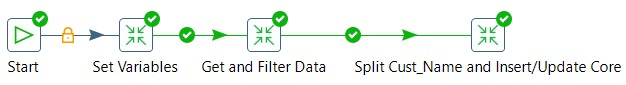 Start
Set Variables
Get and Filter Data
Split Cust_Name and Insert/Update Core